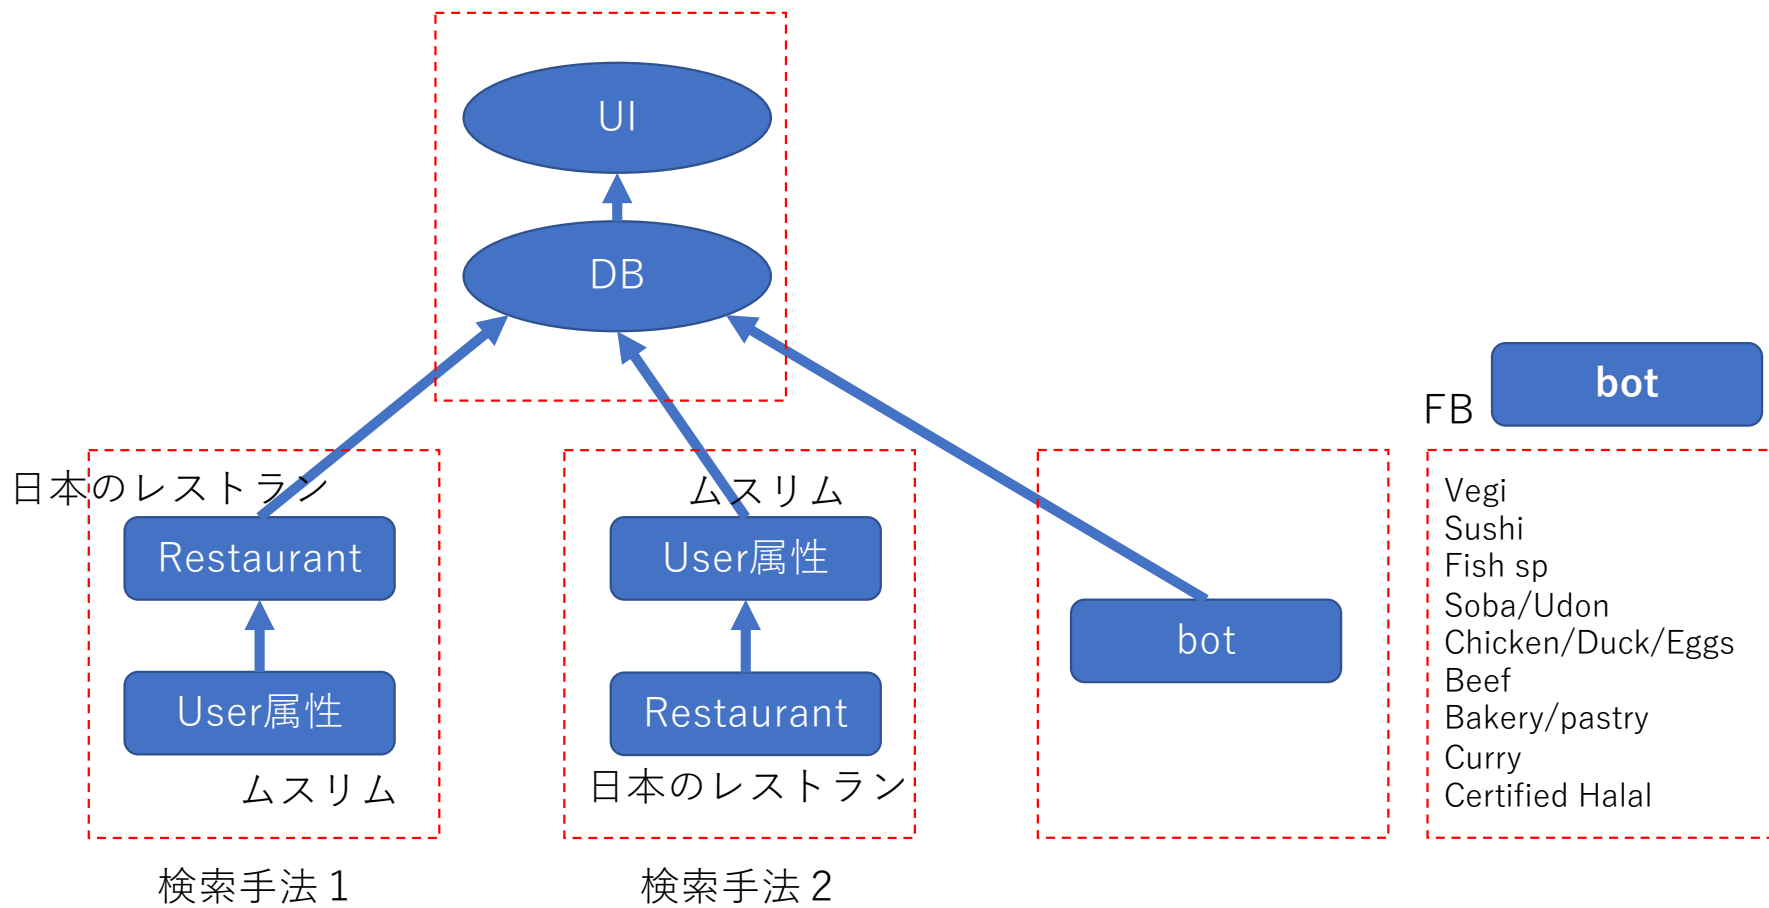 UI
DB
日本のレストラン
Restaurant
User属性
ムスリム
検索手法1
ムスリム
User属性
Restaurant
日本のレストラン
検索手法2
bot
FB
bot
Vegi
Sushi
Fish sp
Soba/Udon
Chicken/Duck/Eggs
Beef
Bakery/pastry
Curry
Certified Halal